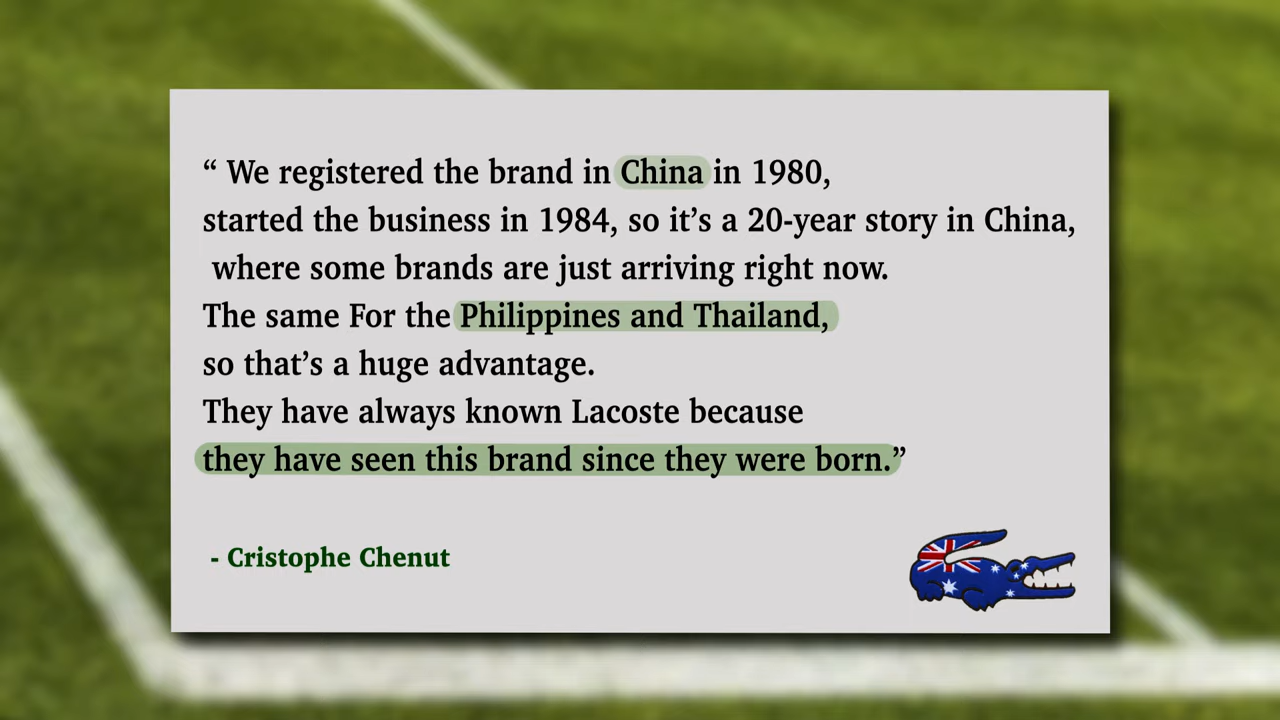 “ We registered the brand in China in 1980,
started the business in 1984, so it’s a 20-year story in China,
where some brands are just arriving right now.
The same For the Philippines and Thailand,
so that’s a huge advantage.
They have always known Lacoste because
they have seen this brand since they were born.”
- Cristophe Chenut